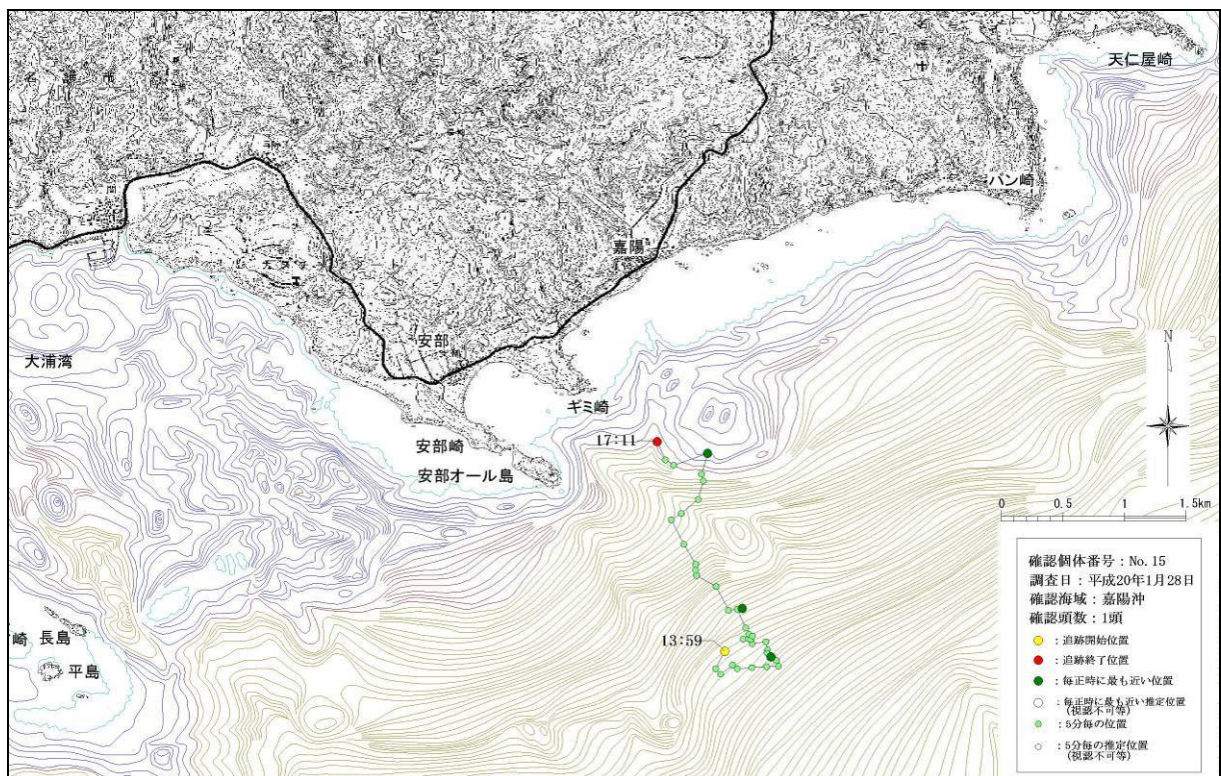 天仁屋崎
バン崎
嘉陽
安部
大浦湾
ギミ崎
安部崎
17:11
安部オール島
N
0 0.5 1 1.5km
13:59
長島
崎
平島
確認個体番号：No.15
調査日：平成20年1月28日
確認海域：嘉陽沖
確認頭数：1頭
：追跡開始位置
：追跡終了位置
：毎正時に最も近い位置
：毎正時に最も近い推定位置
(視認不可等)
：5分毎の位置
：5分毎の推定位置
(視認不可等)